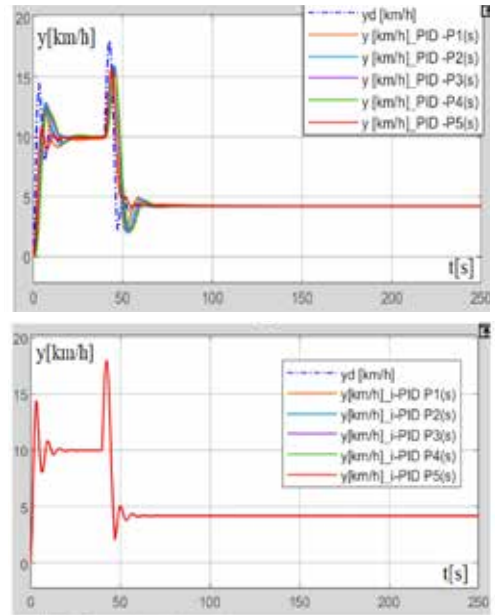 20
y[km/h]
15
10
5
0
yd [km/h]
y [km/h]_PID -P1(s)
y [km/h]_PID -P2(s)
y [km/h]_PID -P3(s)
y [km/h]_PID -P4(s)
y [km/h]_PID -P5(s)
t[s]
0 50 100 150 200 250
20
y[km/h]
15
10
5
0
yd [km/h]
y[km/h]_i-PID P1(s)
y[km/h]_i-PID P2(s)
y[km/h]_i-PID P3(s)
y[km/h]_i-PID P4(s)
y[km/h]_i-PID P5(s)
t[s]
0 50 100 150 200 250